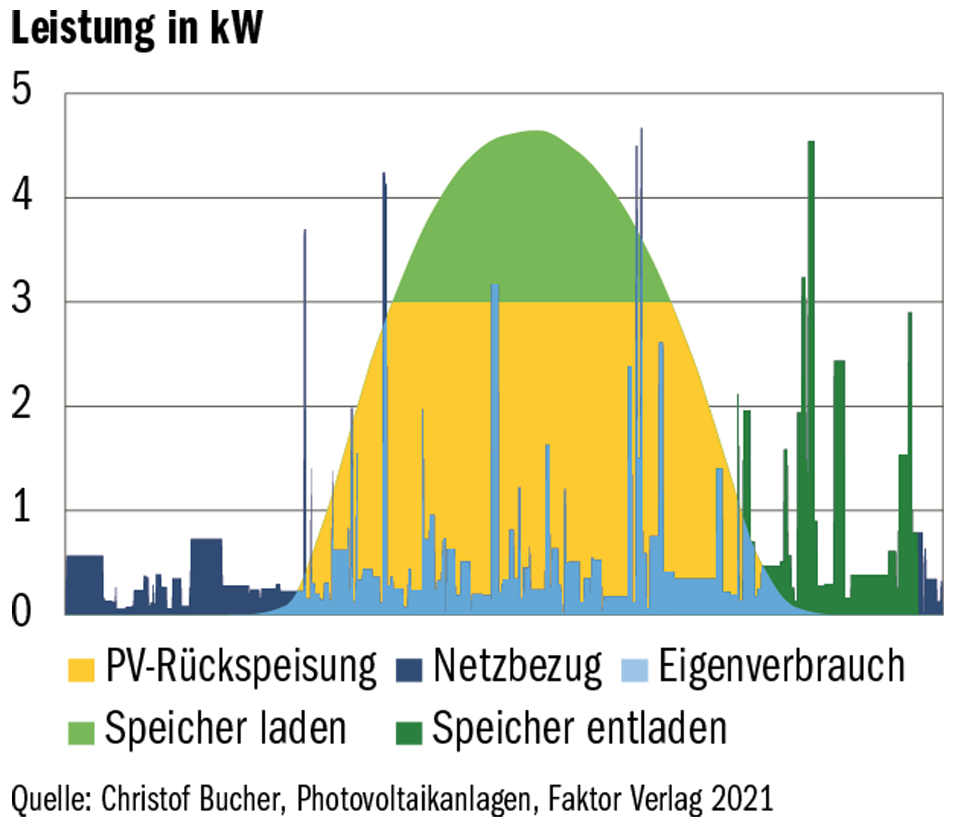 Leistung in kW
5
4
3
2
1
0
PV-Rückspeisung Netzbezug Eigenverbrauch
Speicher laden Speicher entladen
Quelle: Christof Bucher, Photovoltaikanlagen, Faktor Verlag 2021